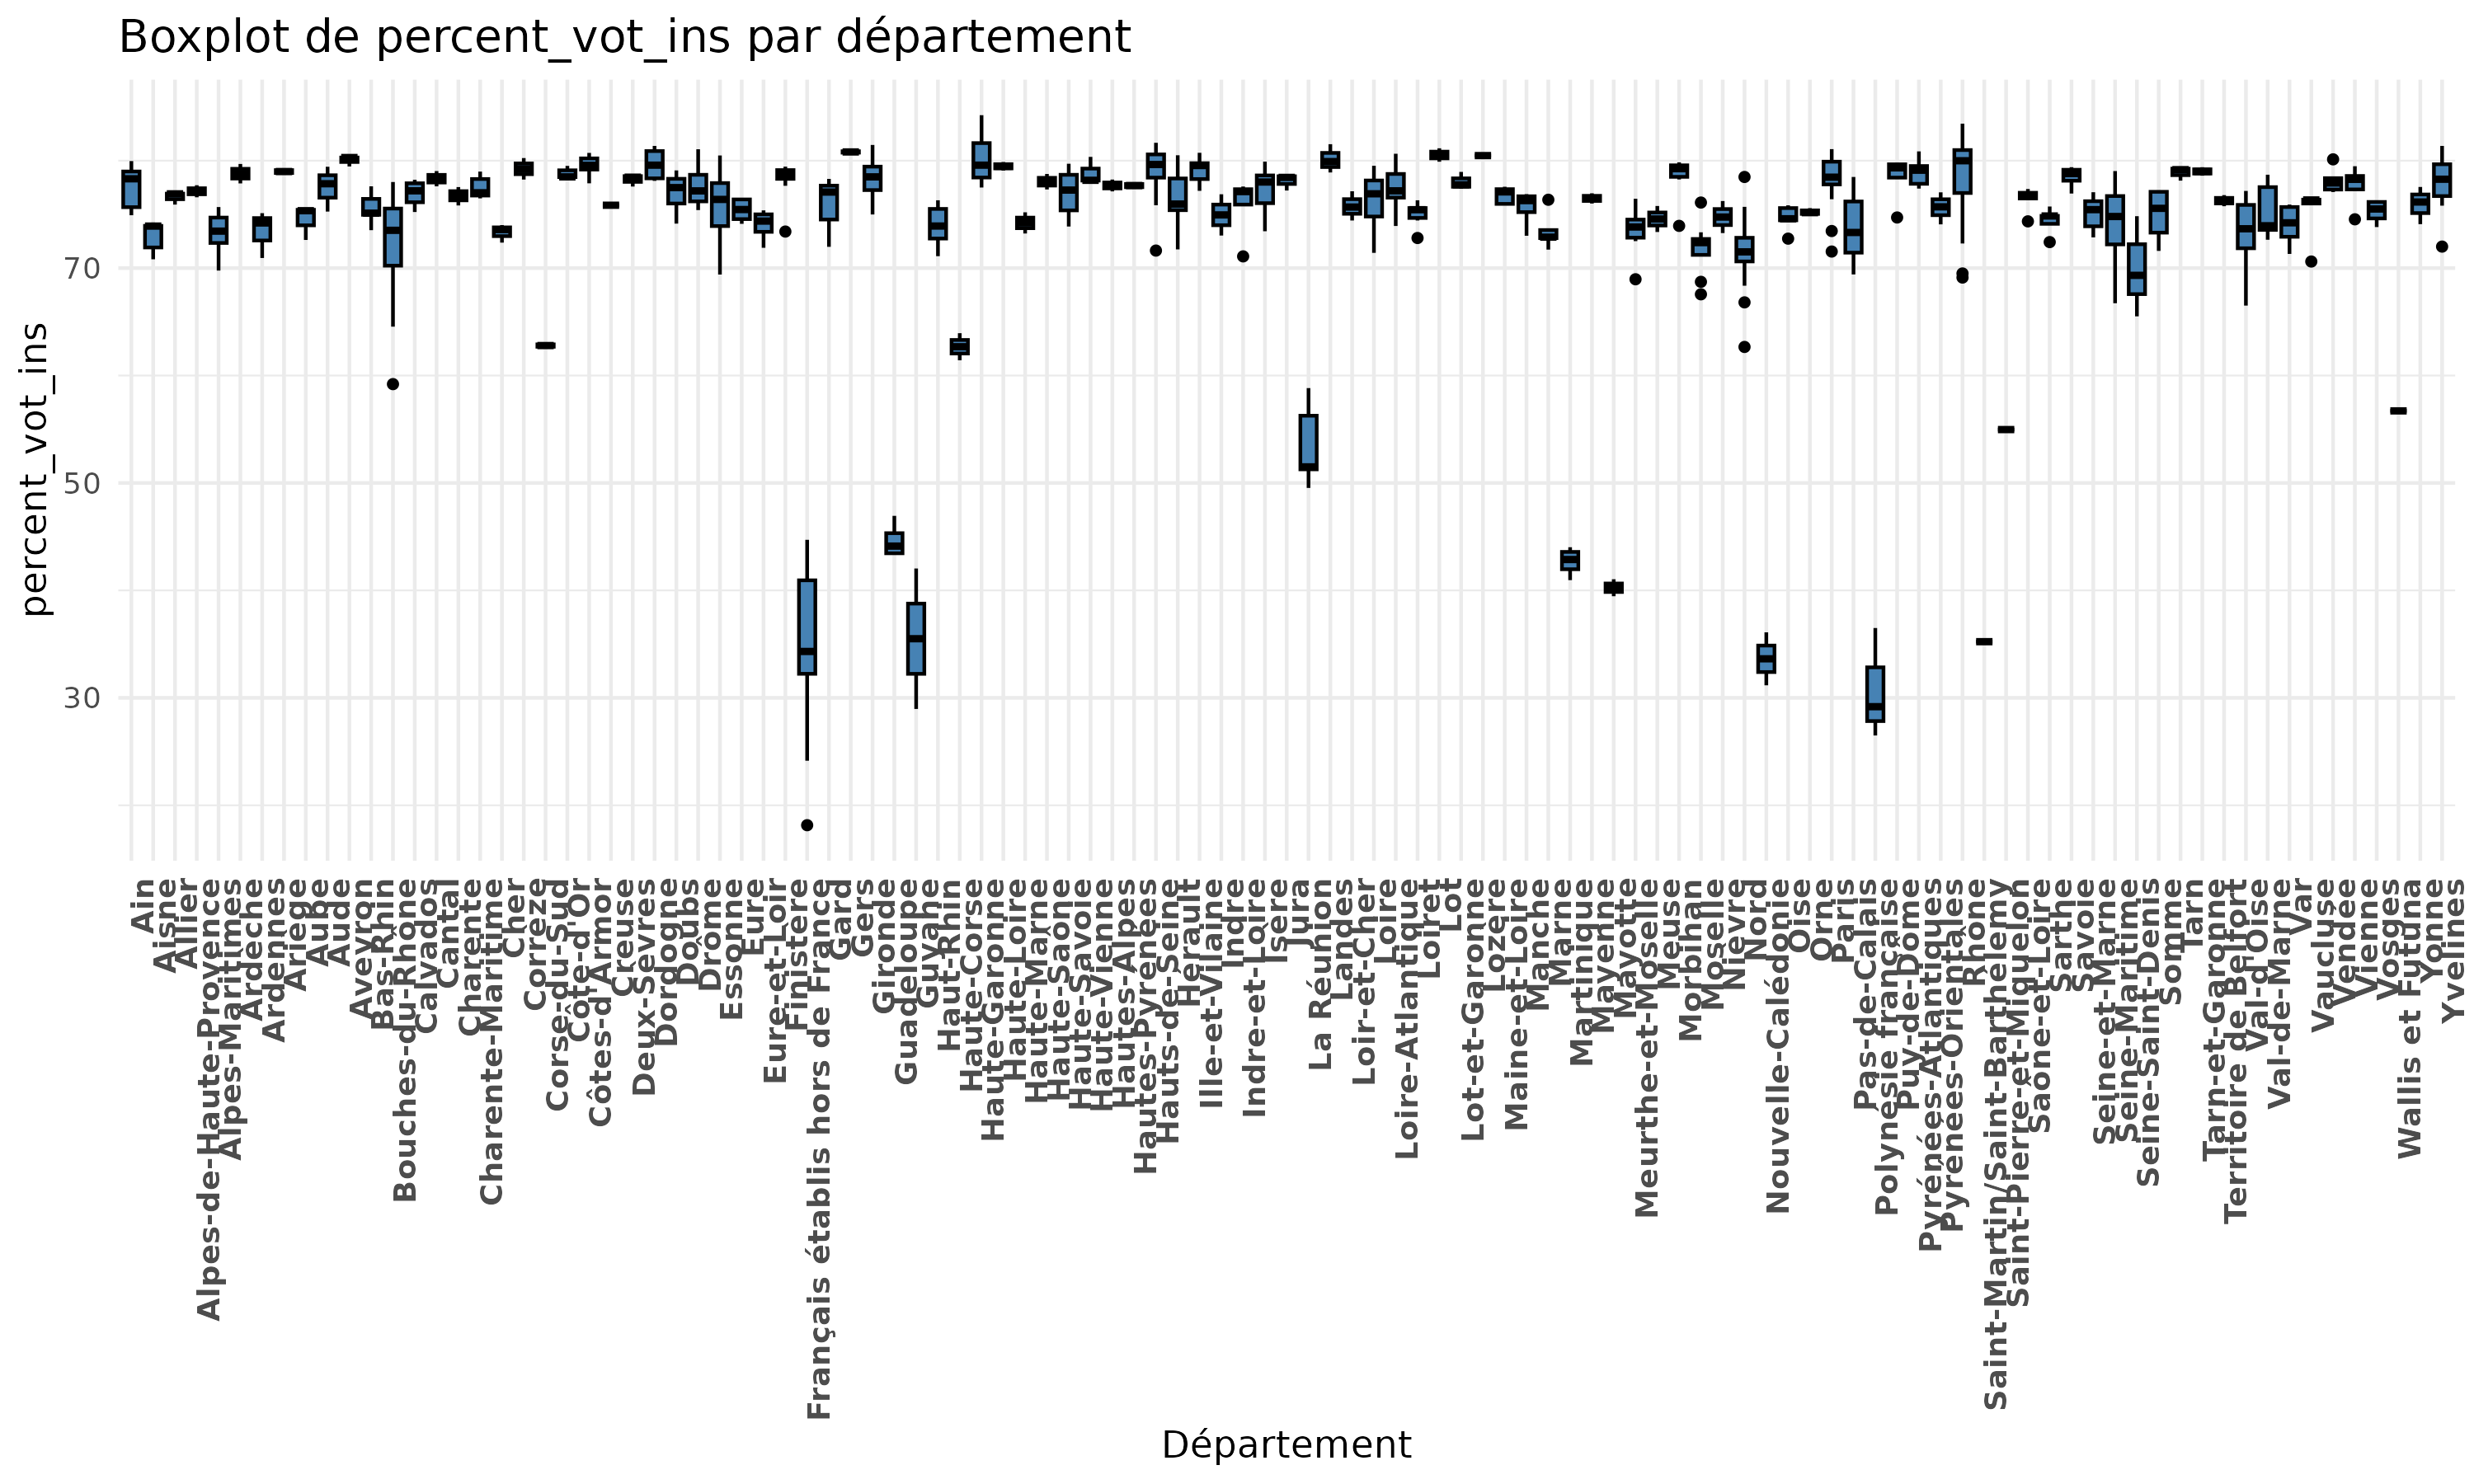 Boxplot de percent_vot_ins par département
percent_vot_ins
70
50
30
Ain
Aisne
Allier
Alpes-de-Haute-Provence
Alpes-Maritimes
Ardèche
Ardennes
Ariège
Aube
Aude
Aveyron
Bas-Rhin
Bouches-du-Rhône
Calvados
Cantal
Charente
Charente-Maritime
Cher
Corrèze
Corse-du-Sud
Côte-d'Or
Côtes-d'Armor
Creuse
Deux-Sèvres
Dordogne
Doubs
Drôme
Essonne
Eure
Eure-et-Loir
Finistère
Français établis hors de France
Gard
Gers
Gironde
Guadeloupe
Guyane
Haut-Rhin
Haute-Corse
Haute-Garonne
Haute-Loire
Haute-Marne
Haute-Saône
Haute-Savoie
Haute-Vienne
Hautes-Alpes
Hautes-Pyrénées
Hauts-de-Seine
Hérault
Ille-et-Vilaine
Indre
Indre-et-Loire
Isère
Jura
La Réunion
Landes
Loir-et-Cher
Loire
Loire-Atlantique
Loiret
Lot
Lot-et-Garonne
Lozère
Maine-et-Loire
Manche
Marne
Martinique
Mayenne
Mayotte
Meurthe-et-Moselle
Meuse
Morbihan
Moselle
Nièvre
Nord
Nouvelle-Calédonie
Oise
Orne
Paris
Pas-de-Calais
Polynésie française
Puy-de-Dôme
Pyrénées-Atlantiques
Pyrénées-Orientales
Rhône
Saint-Martin/Saint-Barthélemy
Saint-Pierre-et-Miquelon
Saône-et-Loire
Sarthe
Savoie
Seine-et-Marne
Seine-Maritime
Seine-Saint-Denis
Somme
Tarn
Tarn-et-Garonne
Territoire de Belfort
Val-d'Oise
Val-de-Marne
Var
Vaucluse
Vendée
Vienne
Vosges
Wallis et Futuna
Yonne
Yvelines
Département